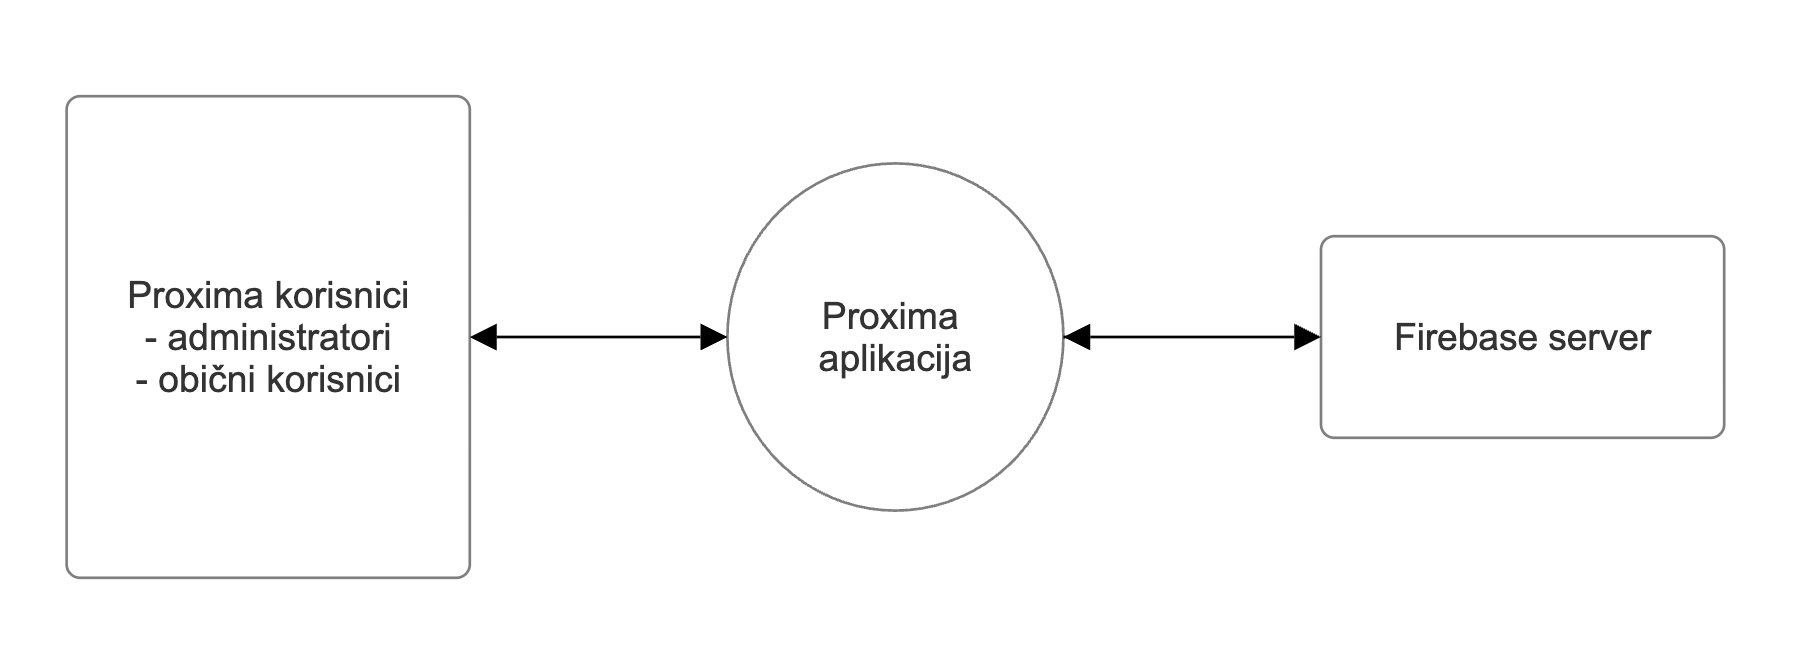 Proxima korisnici
- administratori
- obični korisnici
Proxima
aplikacija
Firebase server